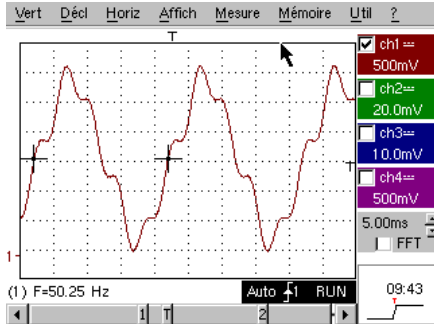 Vert Décl Horiz Affich Mesure Mémoire Util ?
T
ch1
500mV
ch2
20.0mV
ch3
10.0mV
ch4
500mV
T
5.00ms
FFT
1
(1) F=50.25 Hz
Auto 1 RUN
09:43
T
1 T 2